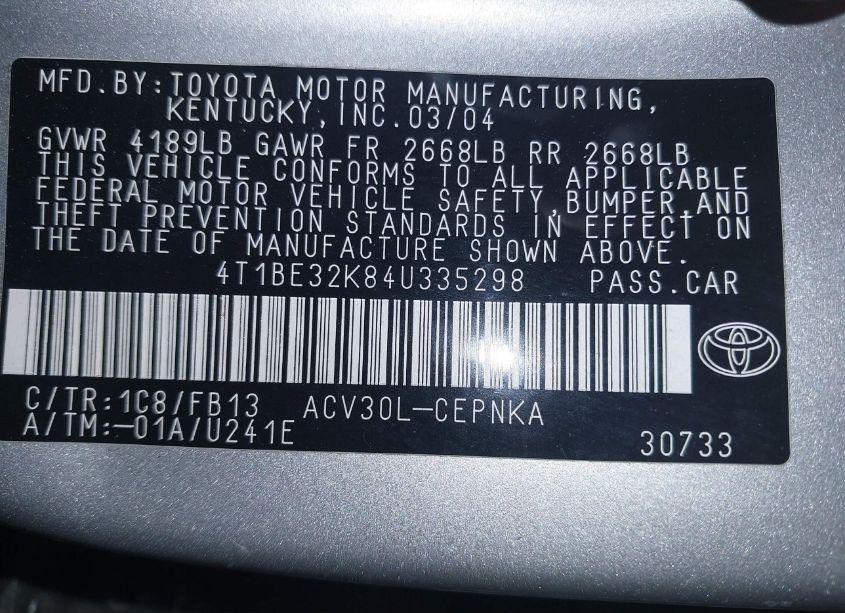 MFD.BY:TOYOTA MOTOR MANUFACTURING,
KENTUCKY,INC.03/04
GVWR 4189LB GAWR FR 2668LB RR 2668LB
THIS VEHICLE CONFORMS TO ALL APPLICABLE
FEDERAL MOTOR VEHICLE SAFETY,BUMPER,AND
THEFT PREVENTION STANDARDS IN EFFECT ON
THE DATE OF MANUFACTURE SHOWN ABOVE.
4T1BE32K84U335298 PASS.CAR
C/TR:1C8/FB13 ACV30L-CEPNKA
A/TM:-01A/U241E
30733